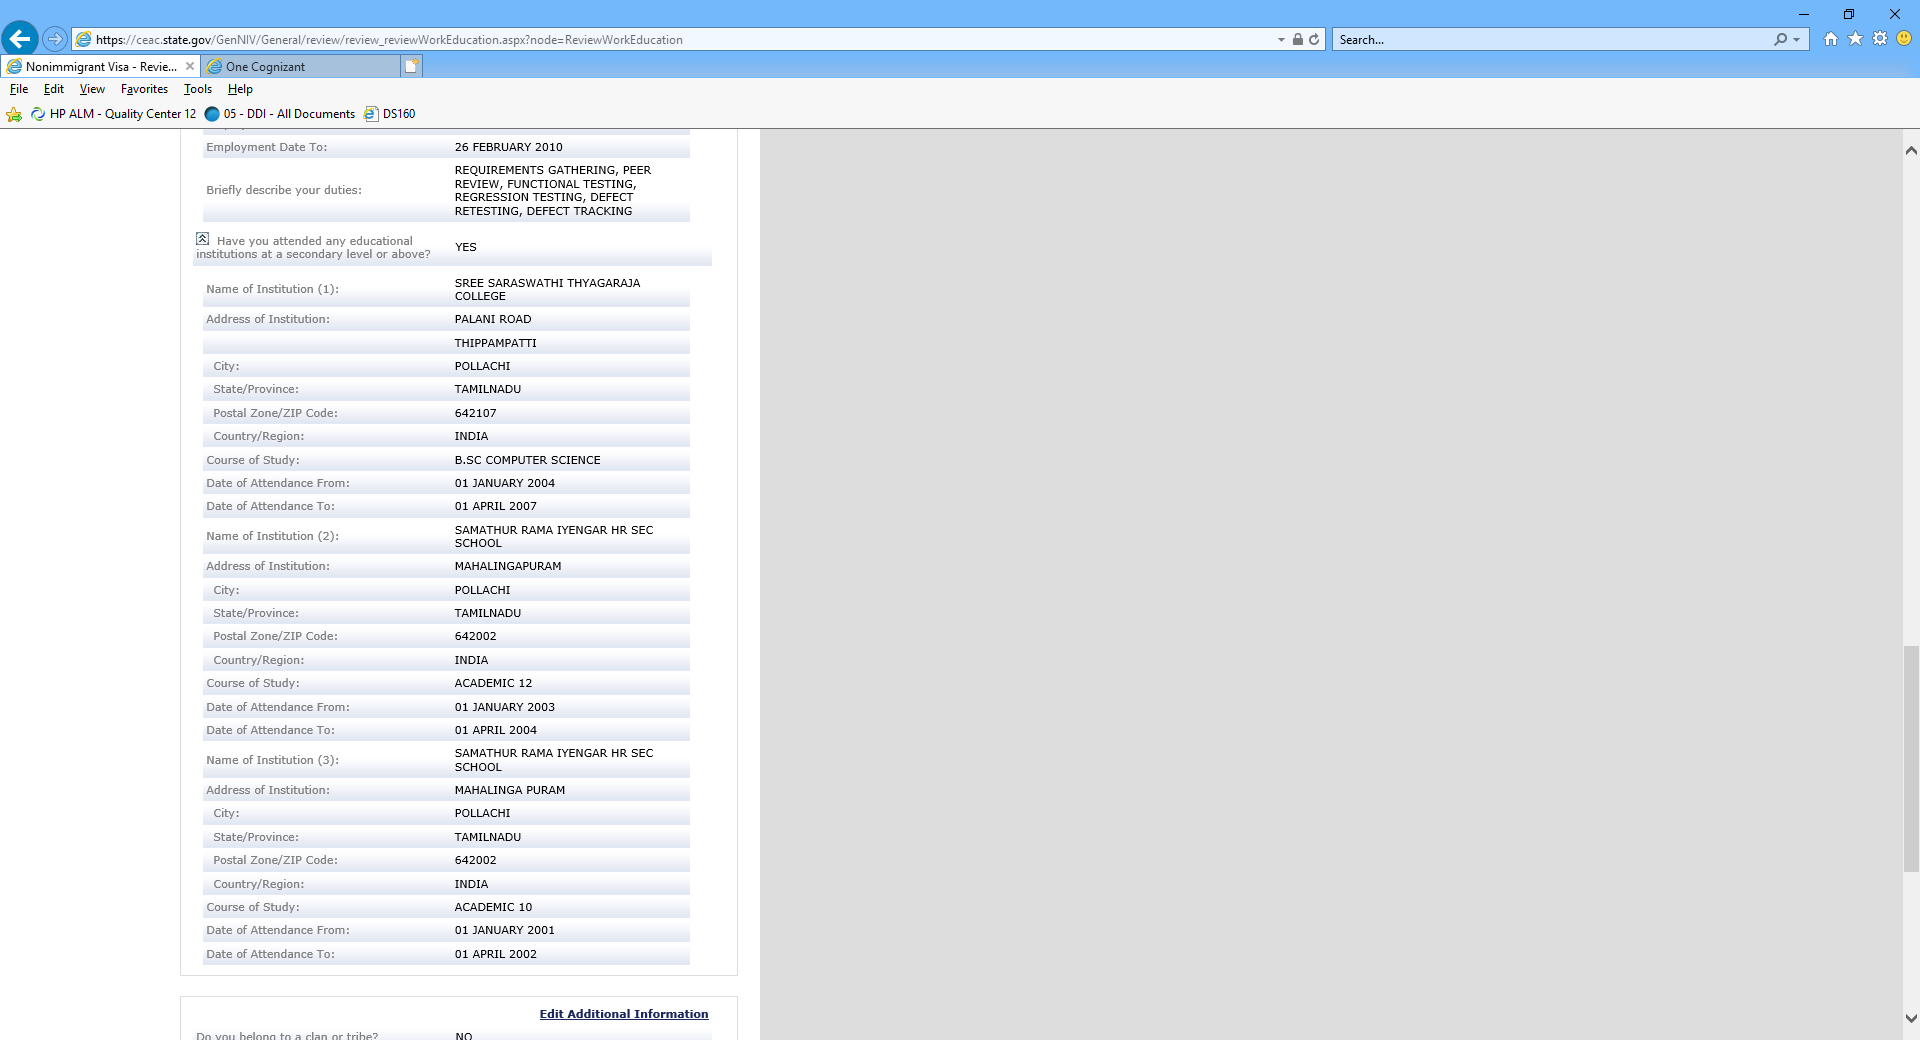 https://ceac.state.gov/GenNIV/General/review/review_reviewWorkEducation.aspx?node=ReviewWorkEducation
Search...
Nonimmigrant Visa - Revie...
One Cognizant
File Edit View Favorites Tools Help
HP ALM - Quality Center 12 05 - DDI - All Documents DS160
Employment Date To: 26 FEBRUARY 2010
Briefly describe your duties: REQUIREMENTS GATHERING, PEER
REVIEW, FUNCTIONAL TESTING,
REGRESSION TESTING, DEFECT
RETESTING, DEFECT TRACKING
Have you attended any educational
institutions at a secondary level or above? YES
Name of Institution (1): SREE SARASWATHI THYAGARAJA
COLLEGE
Address of Institution: PALANI ROAD
THIPPAMPATTI
City: POLLACHI
State/Province: TAMILNADU
Postal Zone/ZIP Code: 642107
Country/Region: INDIA
Course of Study: B.SC COMPUTER SCIENCE
Date of Attendance From: 01 JANUARY 2004
Date of Attendance To: 01 APRIL 2007
Name of Institution (2): SAMATHUR RAMA IYENGAR HR SEC
SCHOOL
Address of Institution: MAHALINGAPURAM
City: POLLACHI
State/Province: TAMILNADU
Postal Zone/ZIP Code: 642002
Country/Region: INDIA
Course of Study: ACADEMIC 12
Date of Attendance From: 01 JANUARY 2003
Date of Attendance To: 01 APRIL 2004
Name of Institution (3): SAMATHUR RAMA IYENGAR HR SEC
SCHOOL
Address of Institution: MAHALINGA PURAM
City: POLLACHI
State/Province: TAMILNADU
Postal Zone/ZIP Code: 642002
Country/Region: INDIA
Course of Study: ACADEMIC 10
Date of Attendance From: 01 JANUARY 2001
Date of Attendance To: 01 APRIL 2002
Edit Additional Information
Do you belong to a clan or tribe? NO